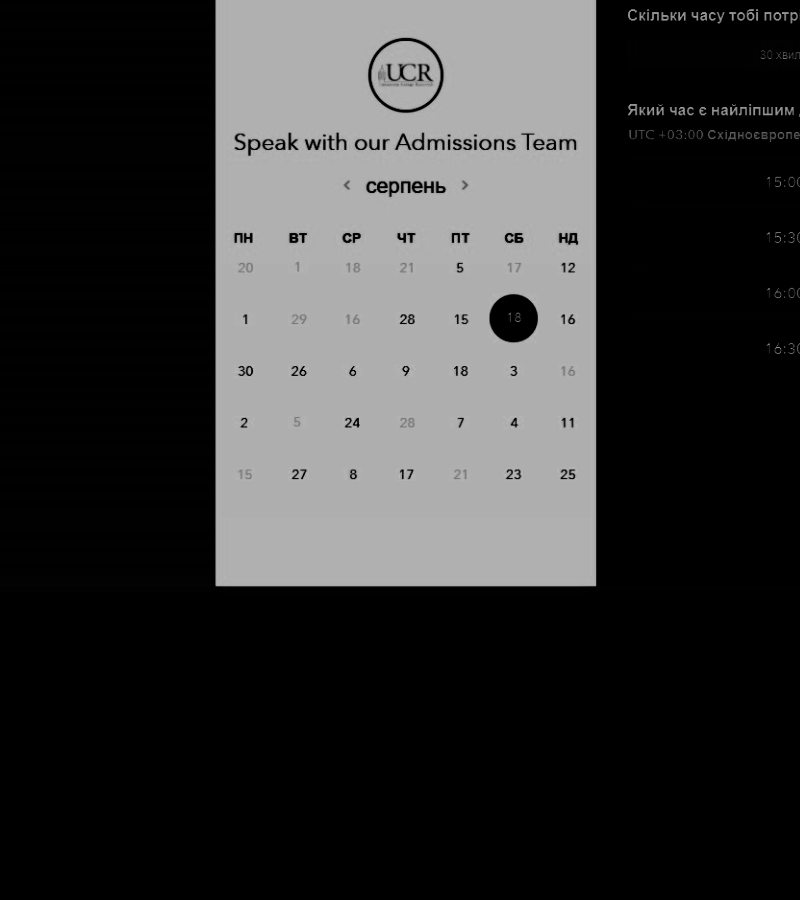 UCR
Speak with our Admissions Team
серпень
ПН ВТ СР ЧТ ПТ СБ НД
20 1 18 21 5 17 12
1 29 16 28 15 18 16
30 26 6 9 18 3 16
2 5 24 28 7 4 11
15 27 8 17 21 23 25
Скільки часу тобі потр
30 хвил
Який час є найліпшим
UTC +03:00 Східноєвропе
15:00
15:30
16:00
16:30